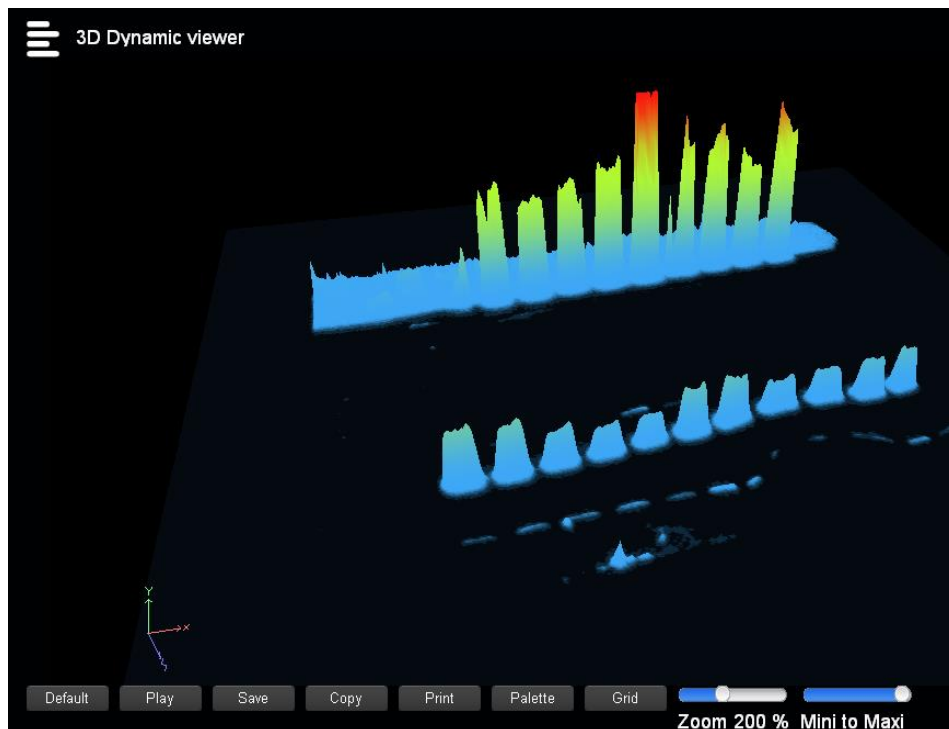 3D Dynamic viewer
Y
x
Default Play Save Copy Print Palette Grid
Zoom 200 % Mini to Maxi